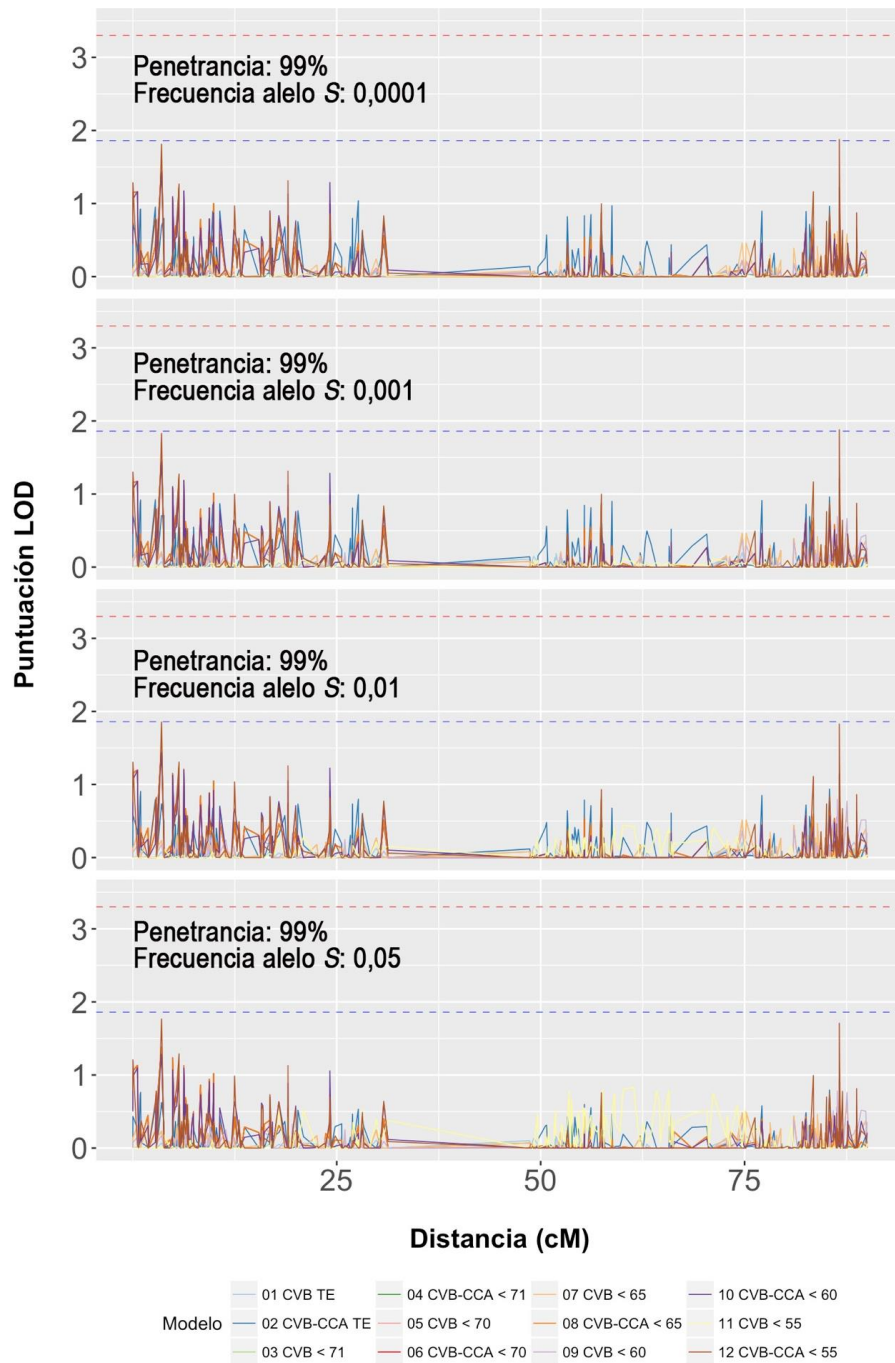 3
Penetrancia: 99%
Frecuencia alelo S: 0,0001
2
1
0
3
Penetrancia: 99%
Frecuencia alelo S: 0,001
2
1
0
Puntuación LOD
3
Penetrancia: 99%
Frecuencia alelo S: 0,01
2
1
0
3
Penetrancia: 99%
Frecuencia alelo S: 0,05
2
1
0
25 50 75
Distancia (cM)
01 CVB TE 04 CVB-CCA < 71 07 CVB < 65 10 CVB-CCA < 60
Modelo 02 CVB-CCA TE 05 CVB < 70 08 CVB-CCA < 65 11 CVB < 55
03 CVB < 71 06 CVB-CCA < 70 09 CVB < 60 12 CVB-CCA < 55